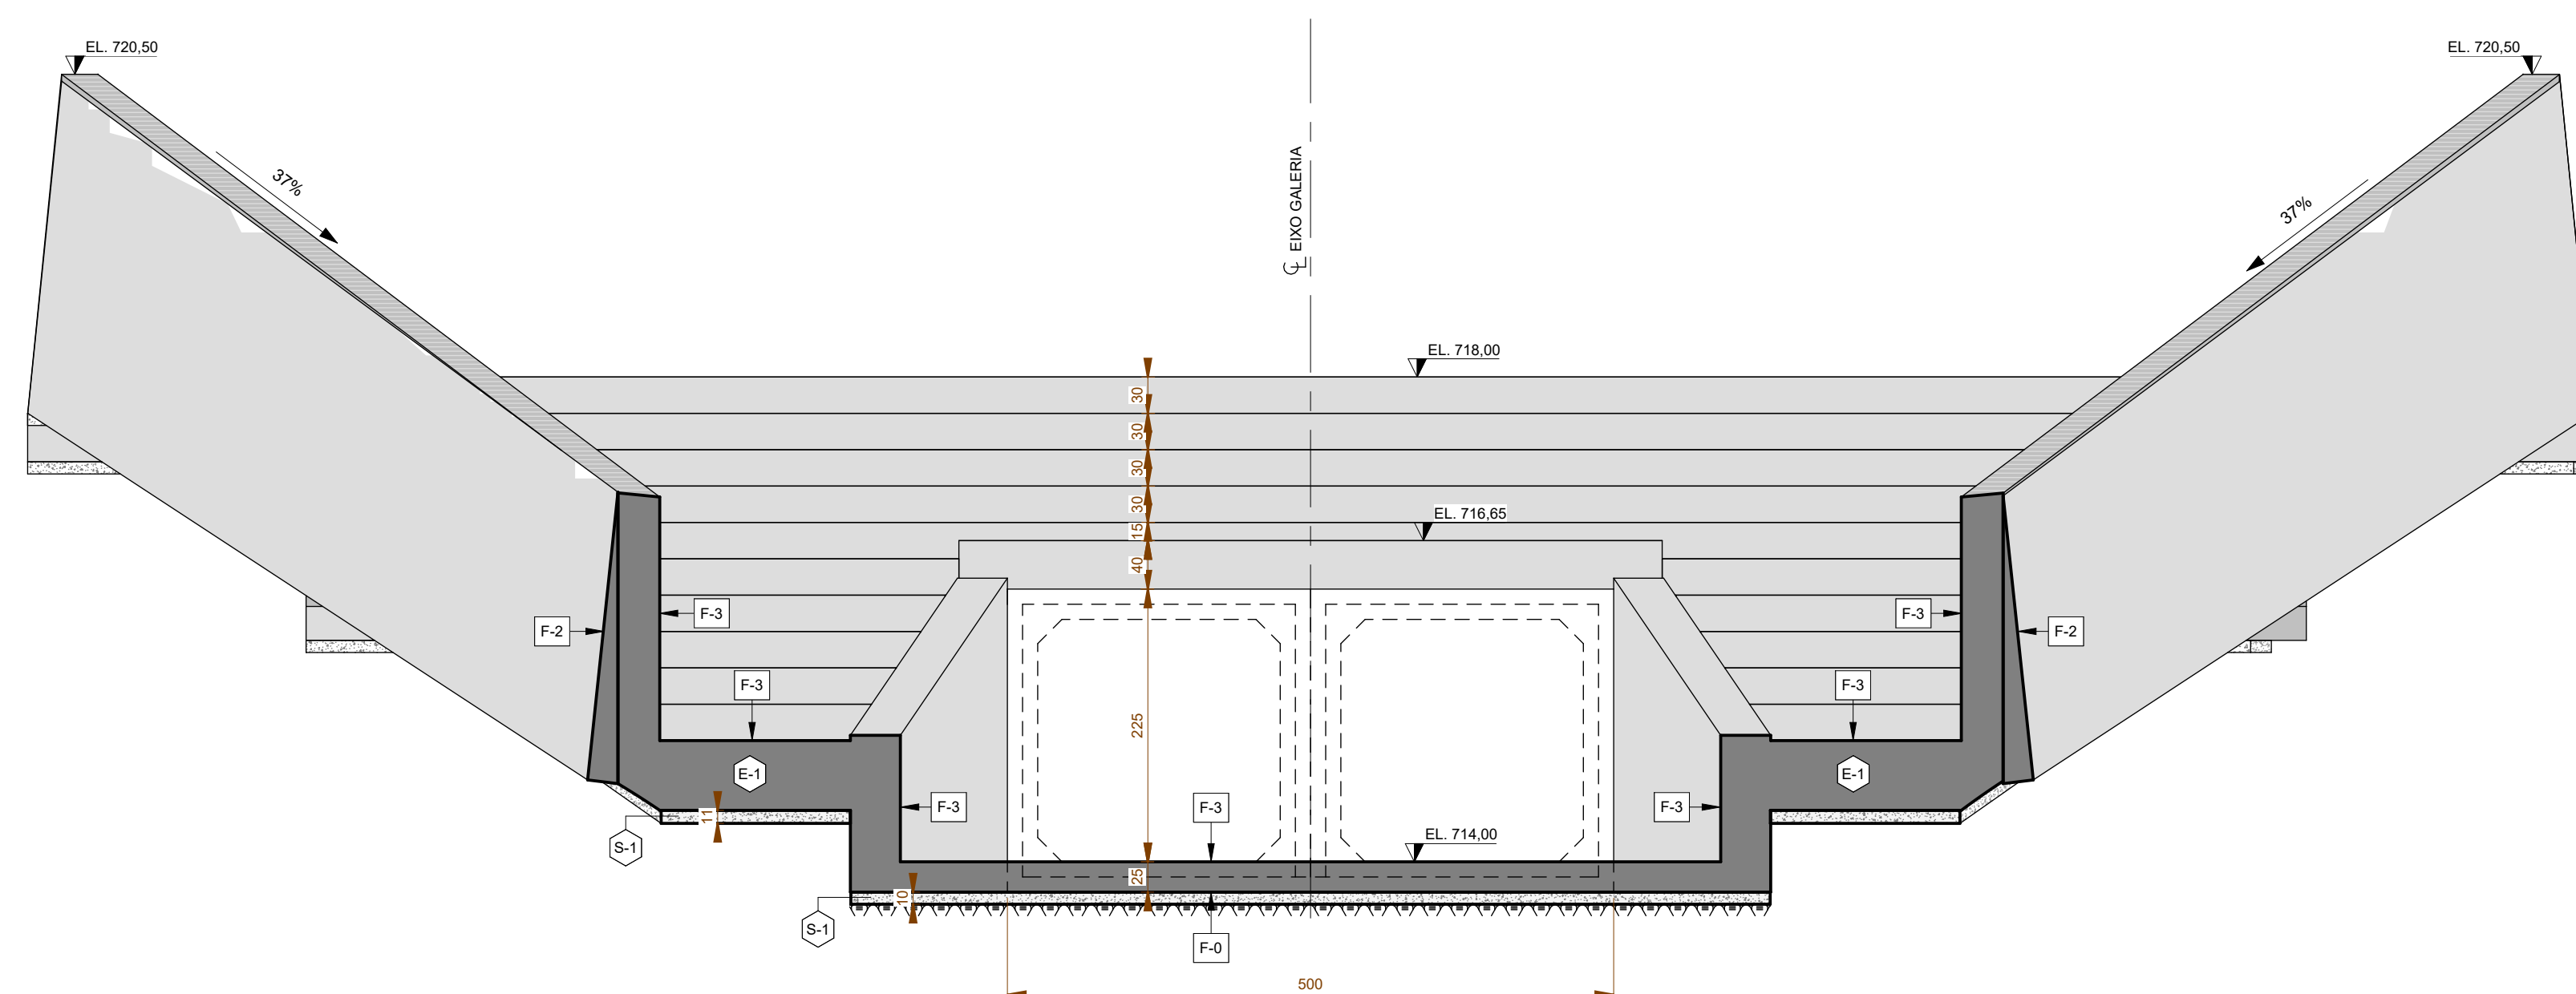 EL. 720,50
EL. 720,50
37%
37%
EIXO GALERIA
EL. 718,00
30
30
30
30
EL. 716,65
15
40
F-3
F-2
F-3
F-2
F-3
F-3
225
E-1
E-1
F-3
F-3
F-3
11
EL. 714,00
S-1
25
10
S-1
F-0
500